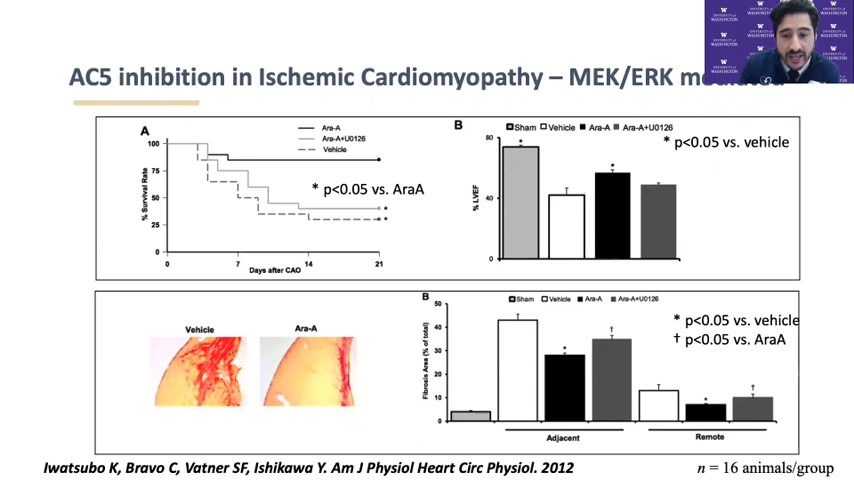 AC5 inhibition in Ischemic Cardiomyopathy – MEK/ERK
A
Ara-A
Ara-A+U0126
Vehicle
% Survival Rate
100
75
50
25
0
* p<0.05 vs. AraA
*
*
0 7 14 21
Days after CAO
B
Sham Vehicle Ara-A Ara-A+U0126
* p<0.05 vs. vehicle
% LVEF
80
40
0
*
*
Vehicle
Ara-A
B
Sham Vehicle Ara-A Ara-A+U0126
* p<0.05 vs. vehicle
† p<0.05 vs. AraA
Fibrosis Area (% of total)
50
40
30
20
10
0
*
†
*
†
Adjacent
Remote
Iwatsubo K, Bravo C, Vatner SF, Ishikawa Y. Am J Physiol Heart Circ Physiol. 2012
n = 16 animals/group
W
UNIVERSITY of
WASHINGTON